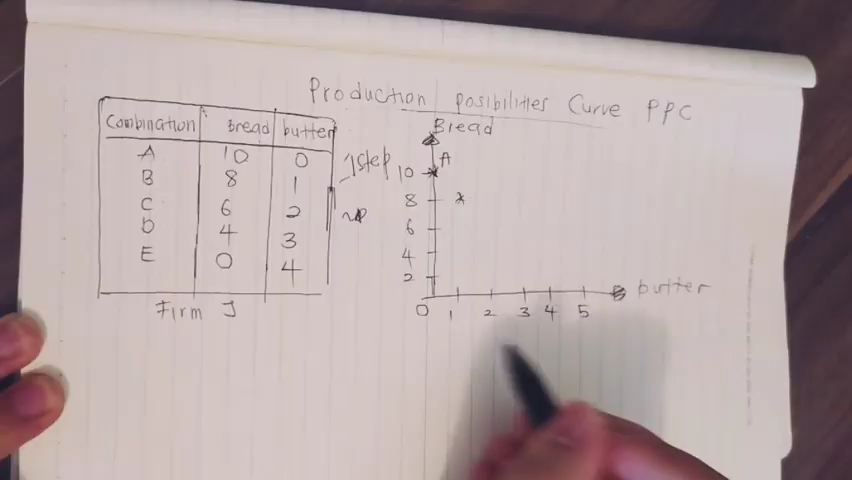 Production posibilities Curve PPC
Combination Bread butter
A 10 0
B 8 1
C 6 2
D 4 3
E 0 4
Firm J
1step
Bread
A
10
8
6
4
2
0 1 2 3 4 5
butter